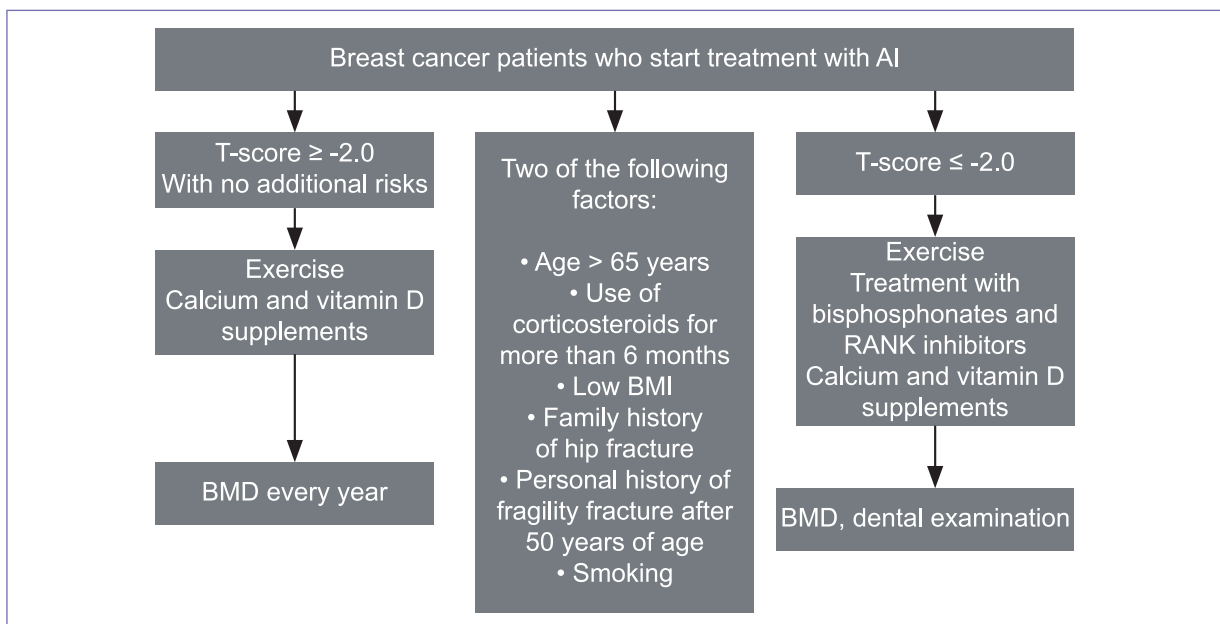 Breast cancer patients who start treatment with AI
T-score ≥ -2.0
With no additional risks
Exercise
Calcium and vitamin D
supplements
BMD every year
Two of the following
factors:
• Age > 65 years
• Use of
corticosteroids for
more than 6 months
• Low BMI
• Family history
of hip fracture
• Personal history of
fragility fracture after
50 years of age
• Smoking
T-score ≤ -2.0
Exercise
Treatment with
bisphosphonates and
RANK inhibitors
Calcium and vitamin D
supplements
BMD, dental examination